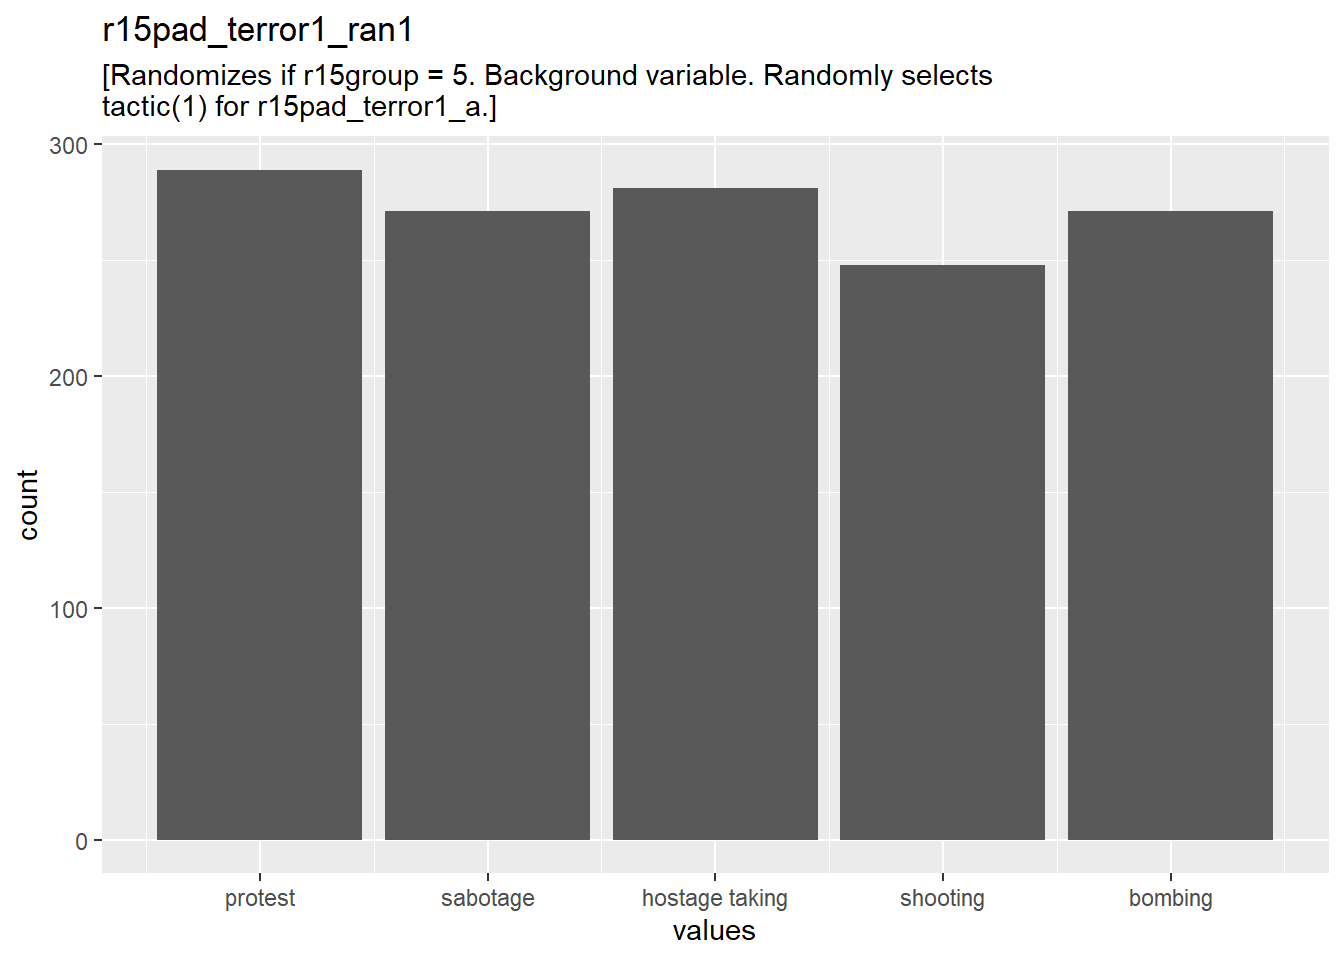 r15pad_terror1_ran1
[Randomizes if r15group = 5. Background variable. Randomly selects
tactic(1) for r15pad_terror1_a.]
300
200
100
0
count
protest sabotage hostage taking shooting bombing
values